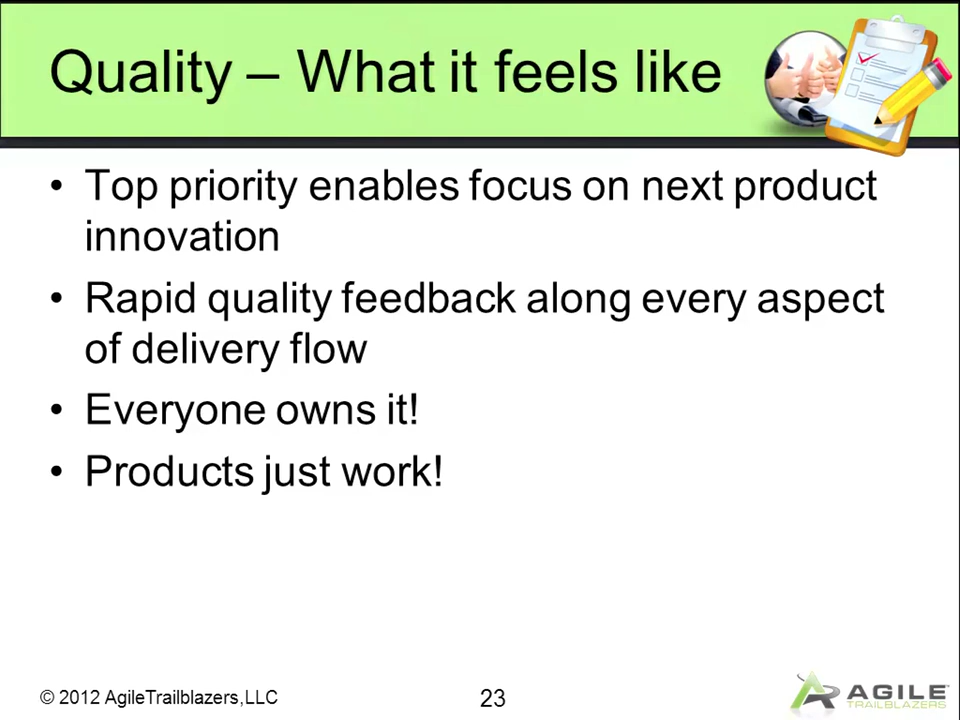 Quality – What it feels like
• Top priority enables focus on next product
innovation
• Rapid quality feedback along every aspect
of delivery flow
• Everyone owns it!
• Products just work!
© 2012 AgileTrailblazers,LLC
23
AGILE
TRAILBLAZERS